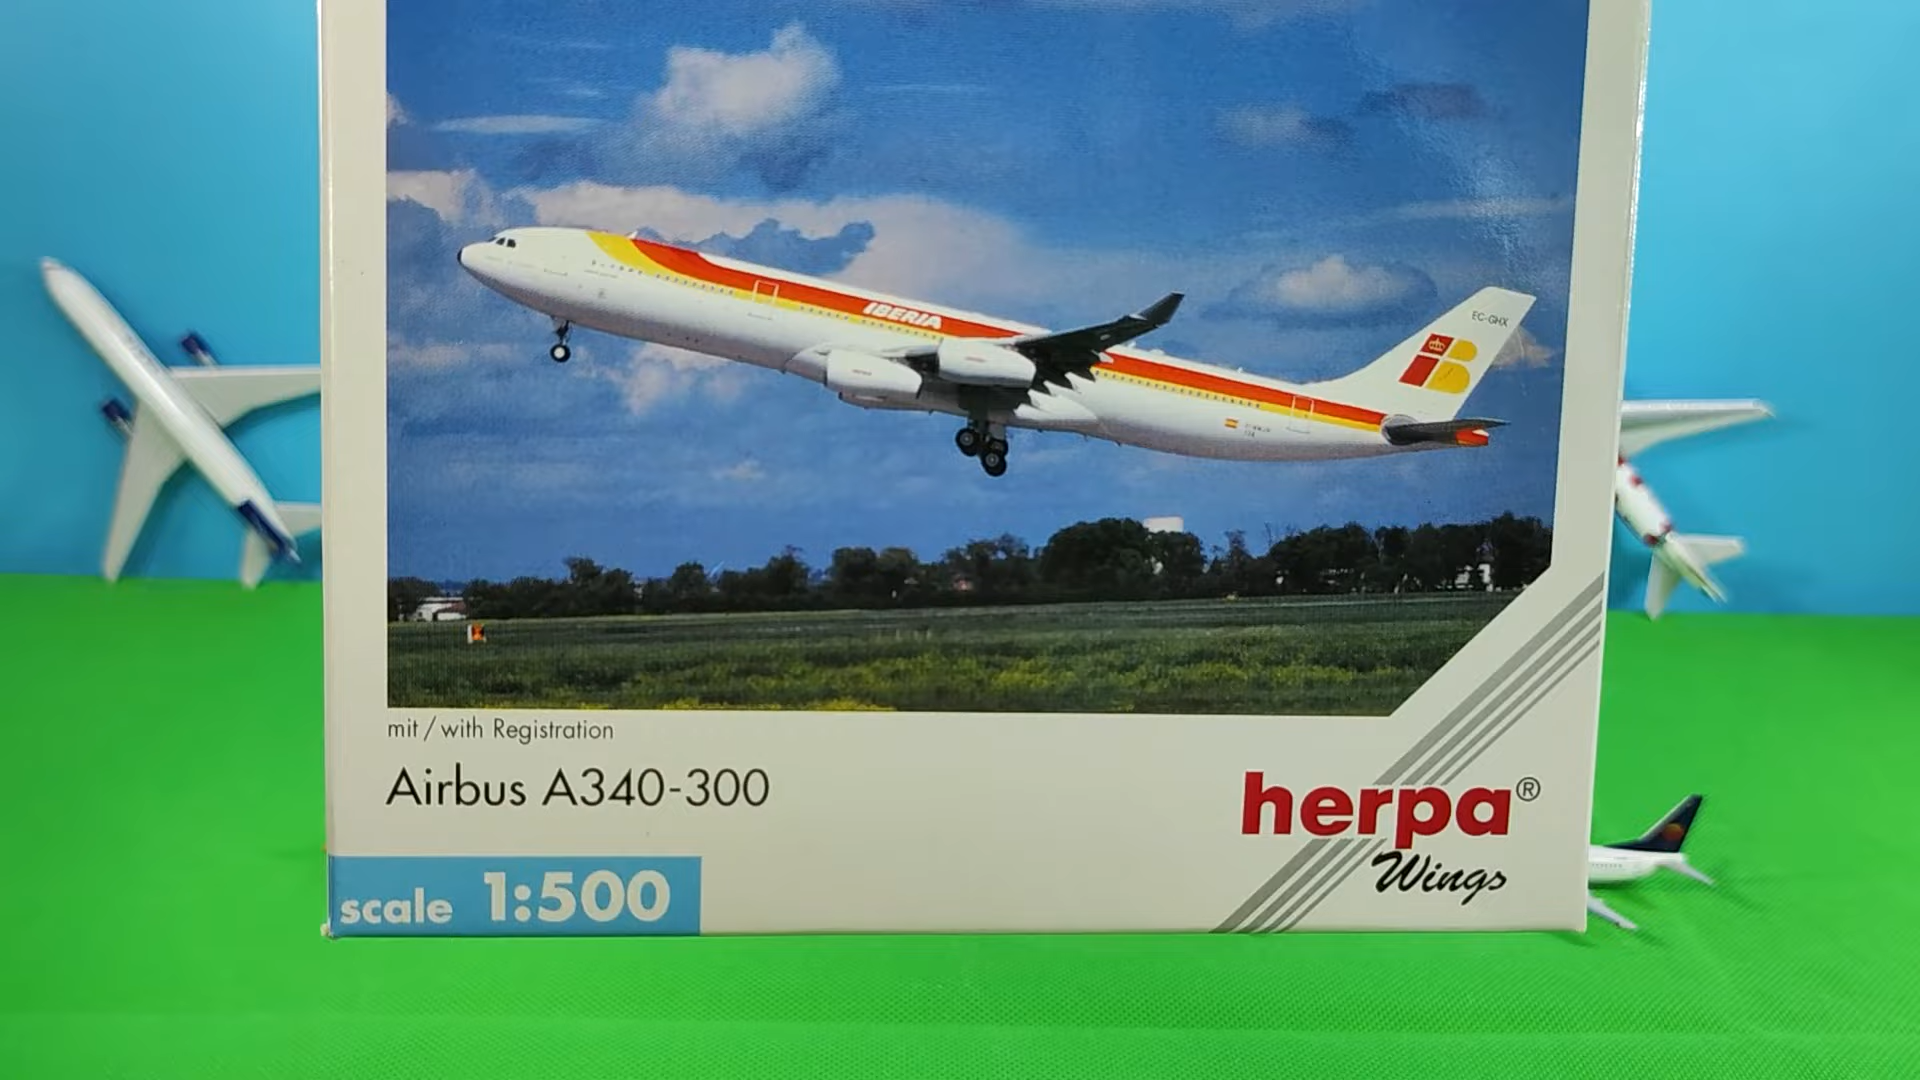 IBERIA
EC-GHX
mit / with Registration
Airbus A340-300
herpa®
Wings
scale 1:500